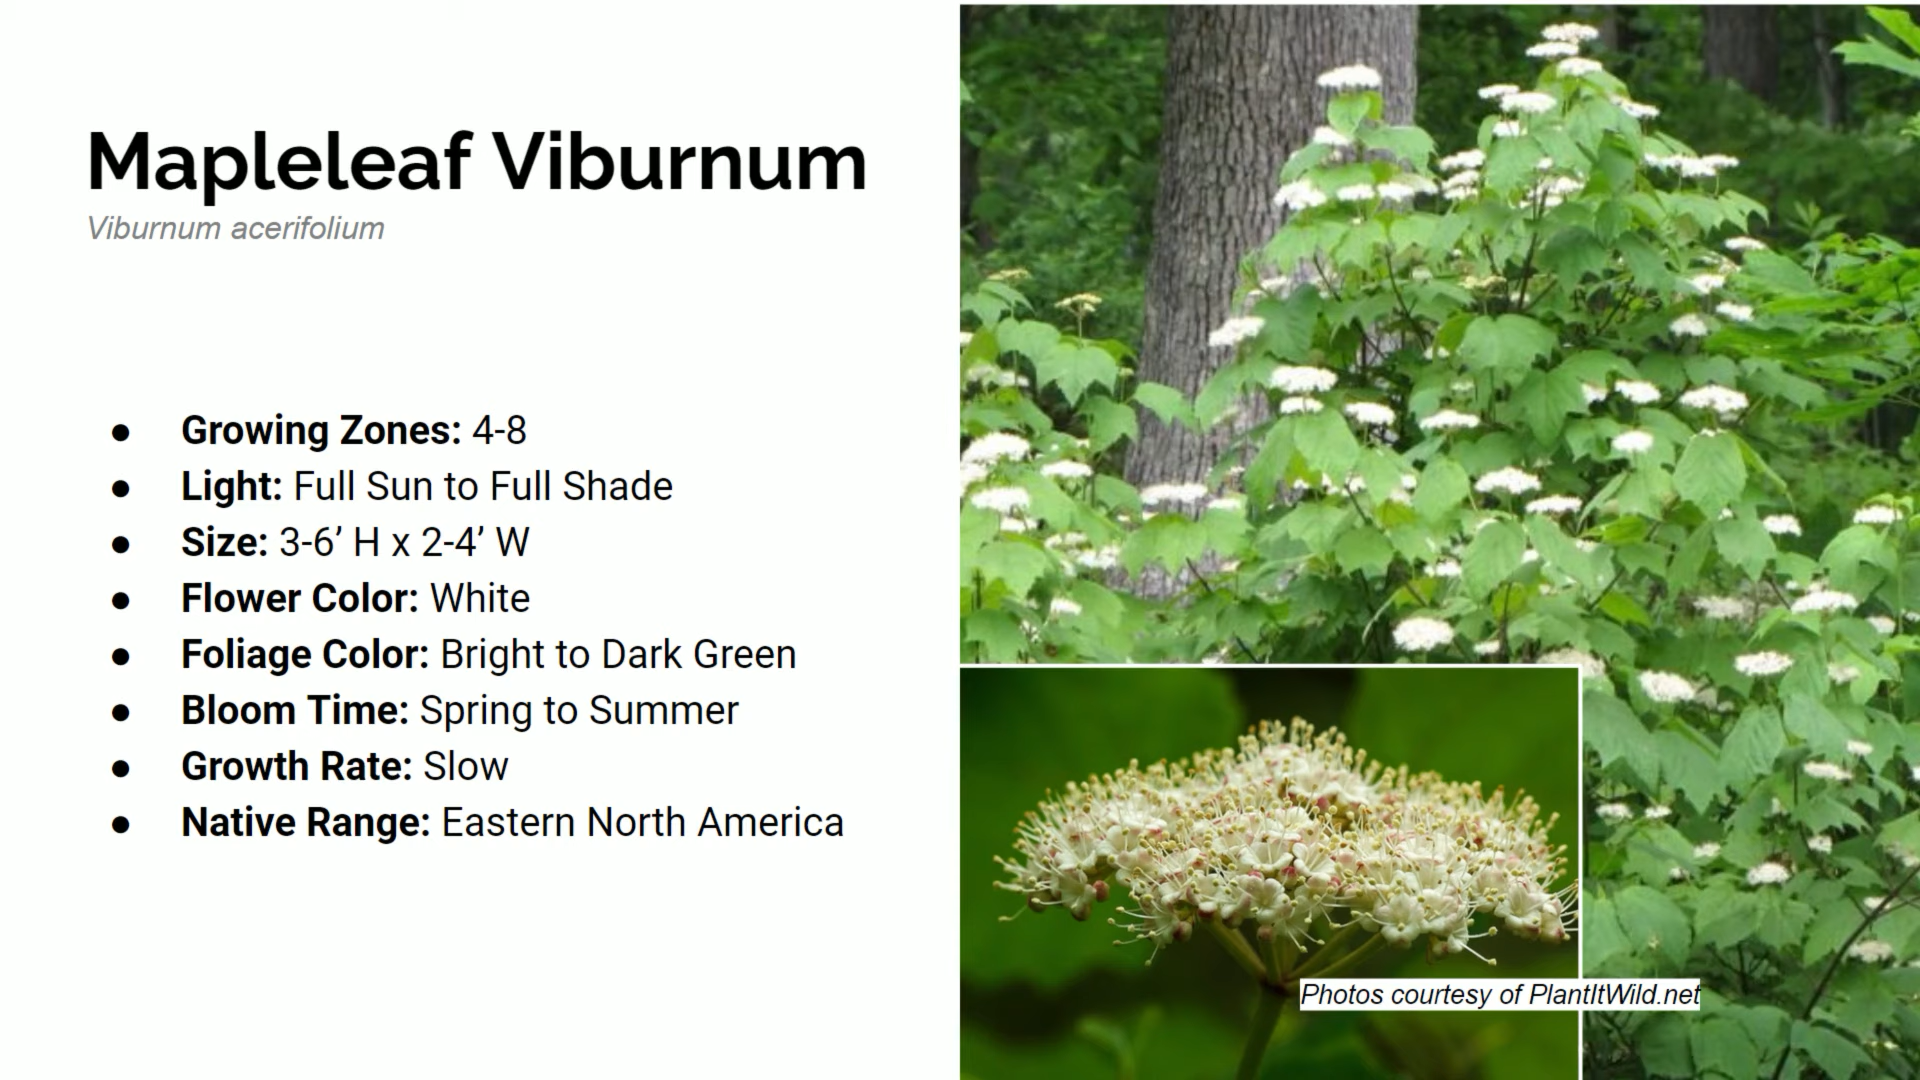 Mapleleaf Viburnum
Viburnum acerifolium
● Growing Zones: 4-8
● Light: Full Sun to Full Shade
● Size: 3-6’ H x 2-4’ W
● Flower Color: White
● Foliage Color: Bright to Dark Green
● Bloom Time: Spring to Summer
● Growth Rate: Slow
● Native Range: Eastern North America
Photos courtesy of PlantItWild.net